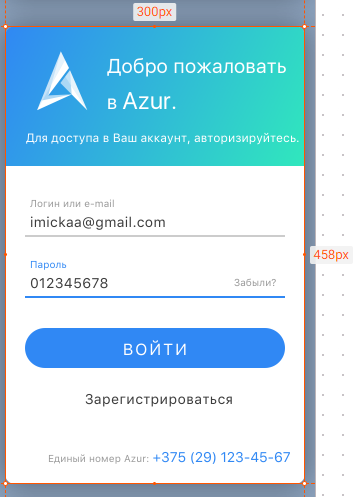 300px
Добро пожаловать
в Azur.
Для доступа в Ваш аккаунт, авторизируйтесь.
Логин или e-mail
imickaa@gmail.com
458px
Пароль
012345678 Забыли?
ВОЙТИ
Зарегистрироваться
Единый номер Azur: +375 (29) 123-45-67